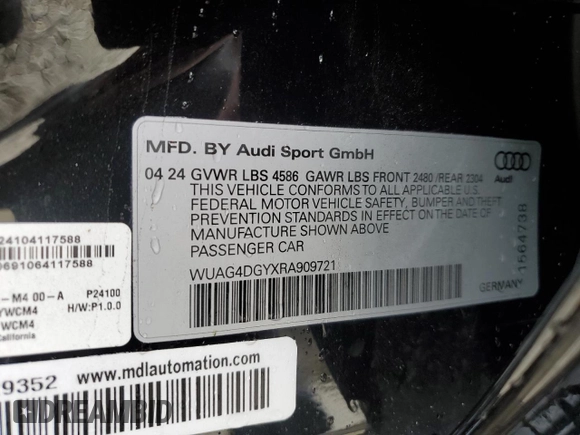 MFD. BY Audi Sport GmbH
04 24 GVWR LBS 4586 GAWR LBS FRONT 2480 /REAR 2304
THIS VEHICLE CONFORMS TO ALL APPLICABLE U.S.
FEDERAL MOTOR VEHICLE SAFETY, BUMPER AND THEFT
PREVENTION STANDARDS IN EFFECT ON THE DATE OF
MANUFACTURE SHOWN ABOVE
PASSENGER CAR
WUAG4DGYXRA909721
Audi
1564738
GERMANY
24104117588
0691064117588
- M4 00-A P24100
YWCM4 H/W:P1.0.0
YWCM4
California
9352 www.mdlautomation.com
DREAMBID